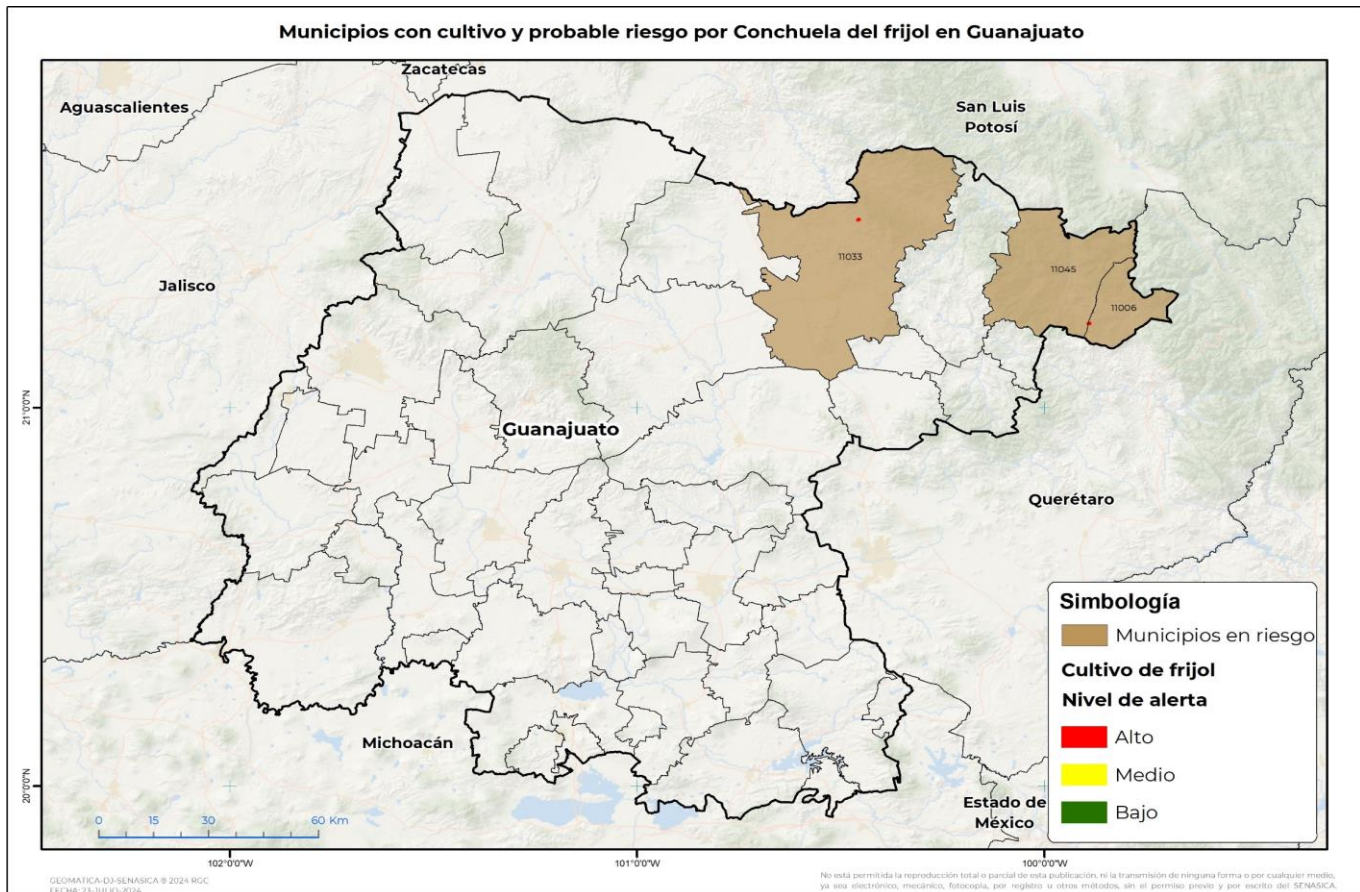 Municipios con cultivo y probable riesgo por Conchuela del frijol en Guanajuato
Zacatecas
Aguascalientes
San Luis
Potosí
11033
11045
Jalisco
11006
21°0'0"N
Guanajuato
Querétaro
Simbología
Municipios en riesgo
Cultivo de frijol
Nivel de alerta
Alto
Medio
Bajo
Michoacán
20°0'0"N
Estado de
México
0 15 30 60 Km
102°0'0"W
101°0'0"W
100°0'0"W
GEOMATICA-DJ-SENASICA ® 2024 RGC
FECHA: 23-JULIO-2024
No está permitida la reproducción total o parcial de esta publicación, ni la transmisión de ninguna forma o por cualquier medio,
ya sea electrónico, mecánico, fotocopia, por registro u otros métodos, sin el permiso previo y por escrito del SENASICA.